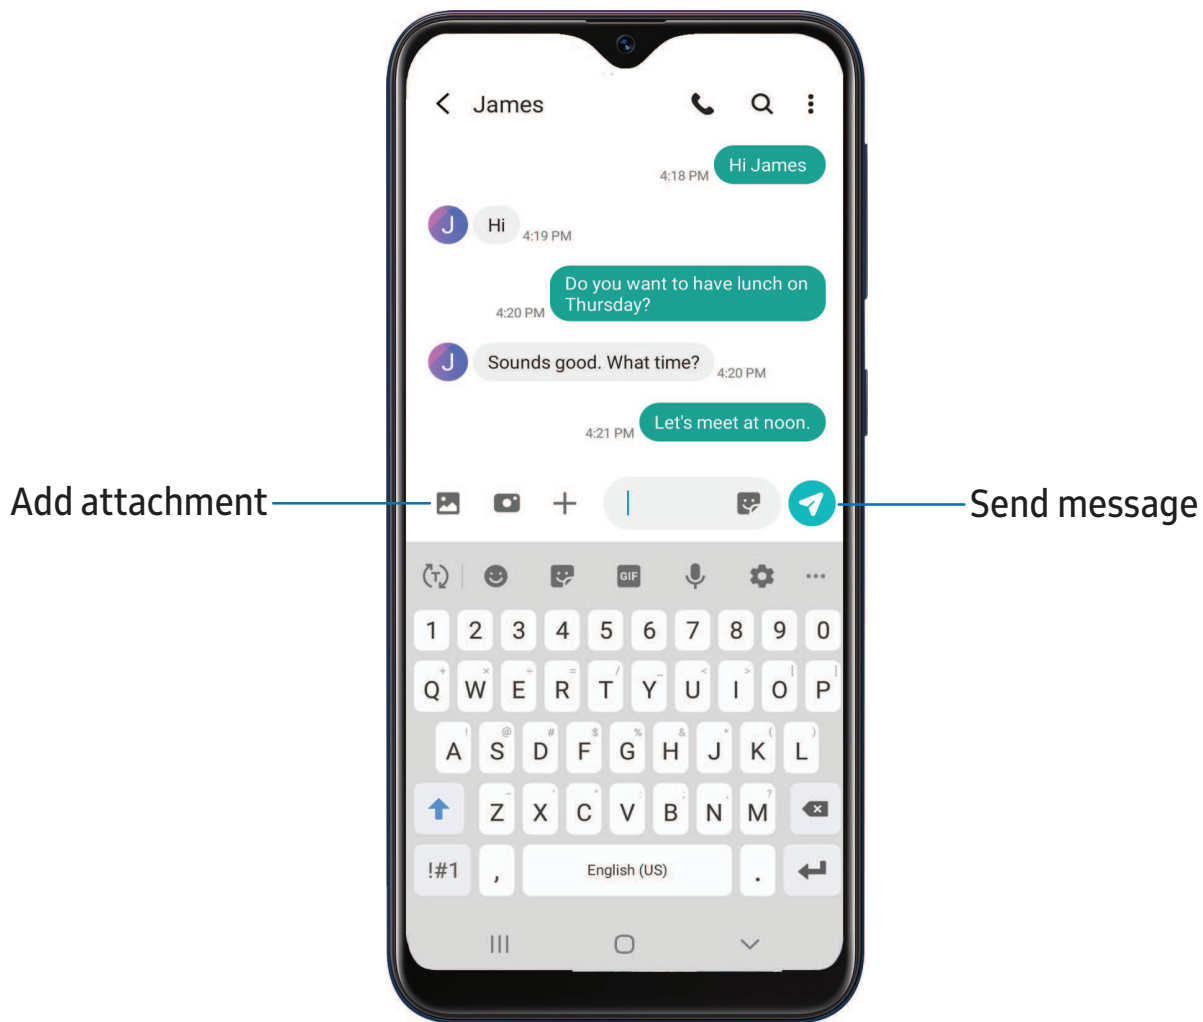 James
Hi James
4:18 PM
J
Hi
4:19 PM
Do you want to have lunch on
Thursday?
4:20 PM
J
Sounds good. What time?
4:20 PM
Let's meet at noon.
4:21 PM
Add attachment
Send message
T
GIF
1 2 3 4 5 6 7 8 9 0
+ × ÷ = / _ < > [ ]
Q W E R T Y U I O P
! @ # $ % & * ( )
A S D F G H J K L
- ' " : ; , ?
Z X C V B N M
!#1 , English (US) .